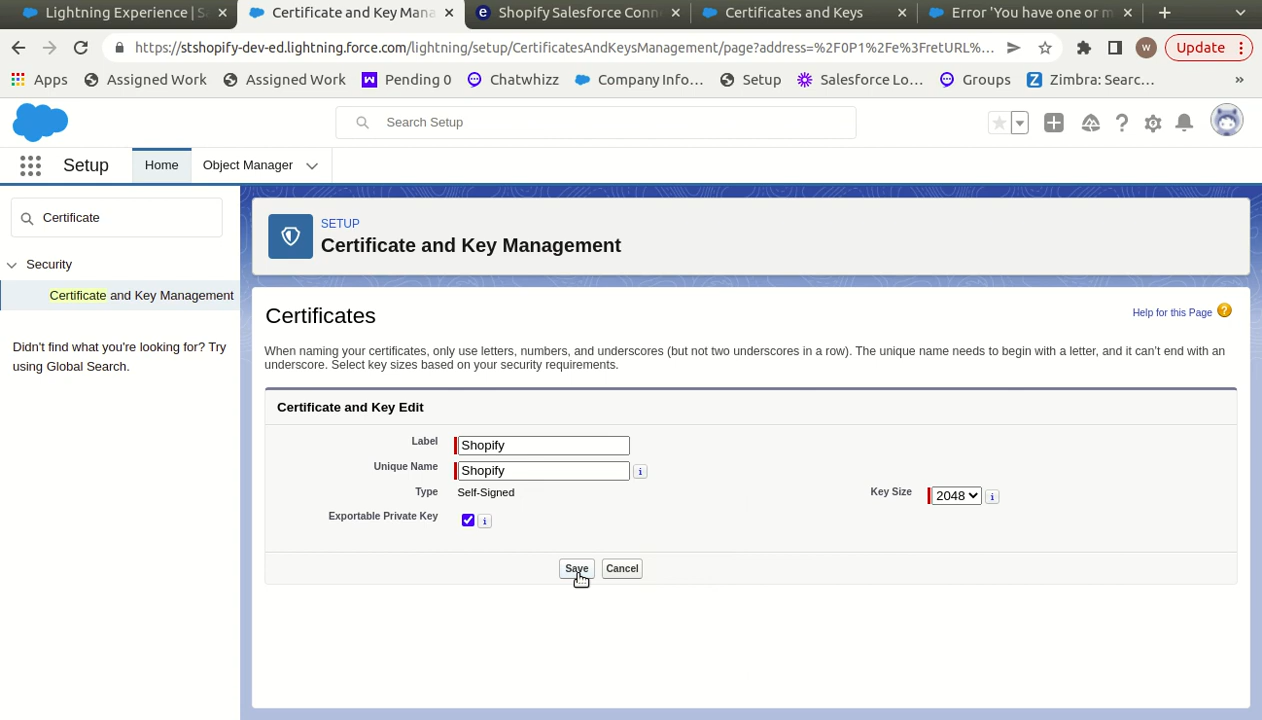 Lightning Experience | S
Certificate and Key Mana
Shopify Salesforce Conn
Certificates and Keys
Error 'You have one or m
https://stshopify-dev-ed.lightning.force.com/lightning/setup/CertificatesAndKeysManagement/page?address=%2F0P1%2Fe%3FretURL%...
W
Update
Apps
Assigned Work
Assigned Work
Pending 0
Chatwhizz
Company Info...
Setup
Salesforce Lo...
Groups
Zimbra: Searc...
»
Search Setup
Setup
Home
Object Manager
Certificate
Security
Certificate and Key Management
Didn't find what you're looking for? Try
using Global Search.
SETUP
Certificate and Key Management
Certificates
Help for this Page
When naming your certificates, only use letters, numbers, and underscores (but not two underscores in a row). The unique name needs to begin with a letter, and it can't end with an
underscore. Select key sizes based on your security requirements.
Certificate and Key Edit
Label
Shopify
Unique Name
Shopify
Type
Self-Signed
Key Size
2048
Exportable Private Key
Save
Cancel